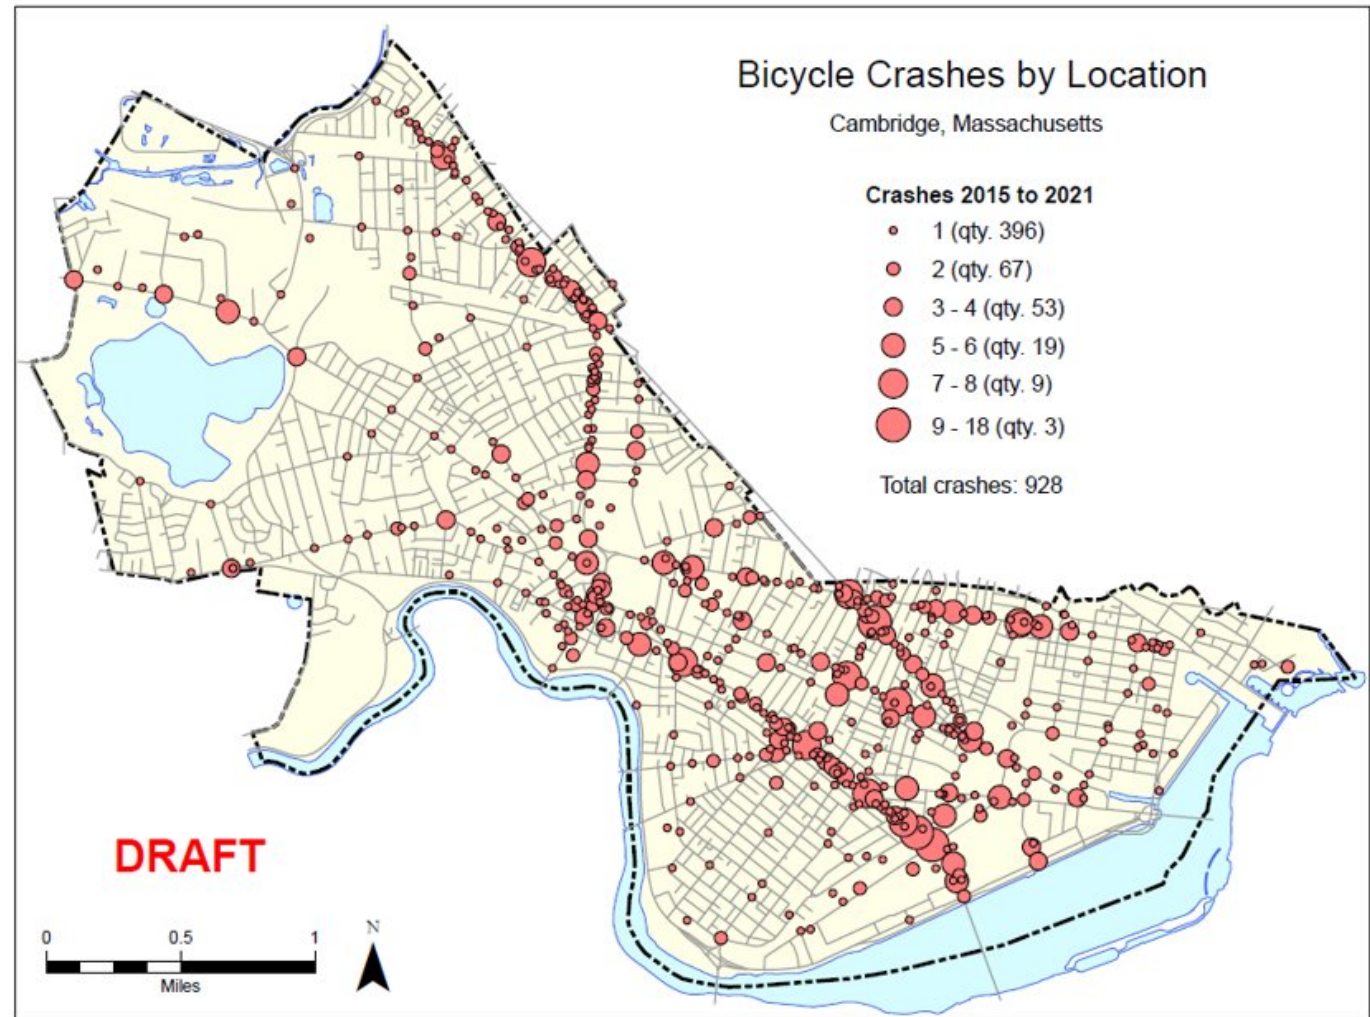 Bicycle Crashes by Location
Cambridge, Massachusetts
Crashes 2015 to 2021
1 (qty. 396)
2 (qty. 67)
3 - 4 (qty. 53)
5 - 6 (qty. 19)
7 - 8 (qty. 9)
9 - 18 (qty. 3)
Total crashes: 928
DRAFT
0 0.5 1
Miles
N